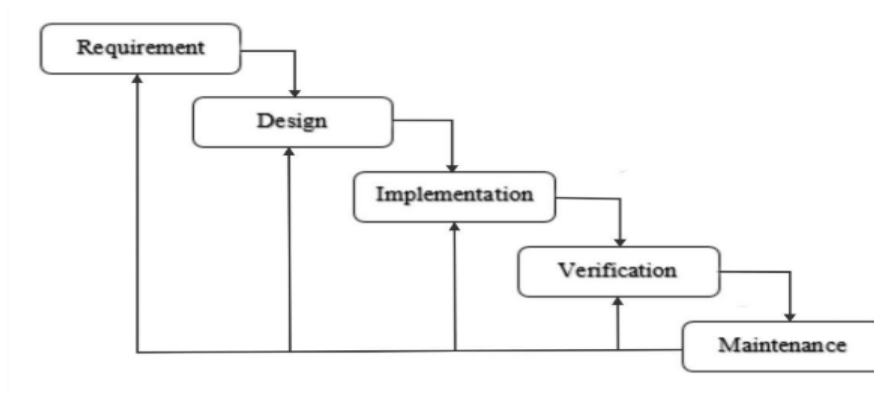 Requirement
Design
Implementation
Verification
Maintenance